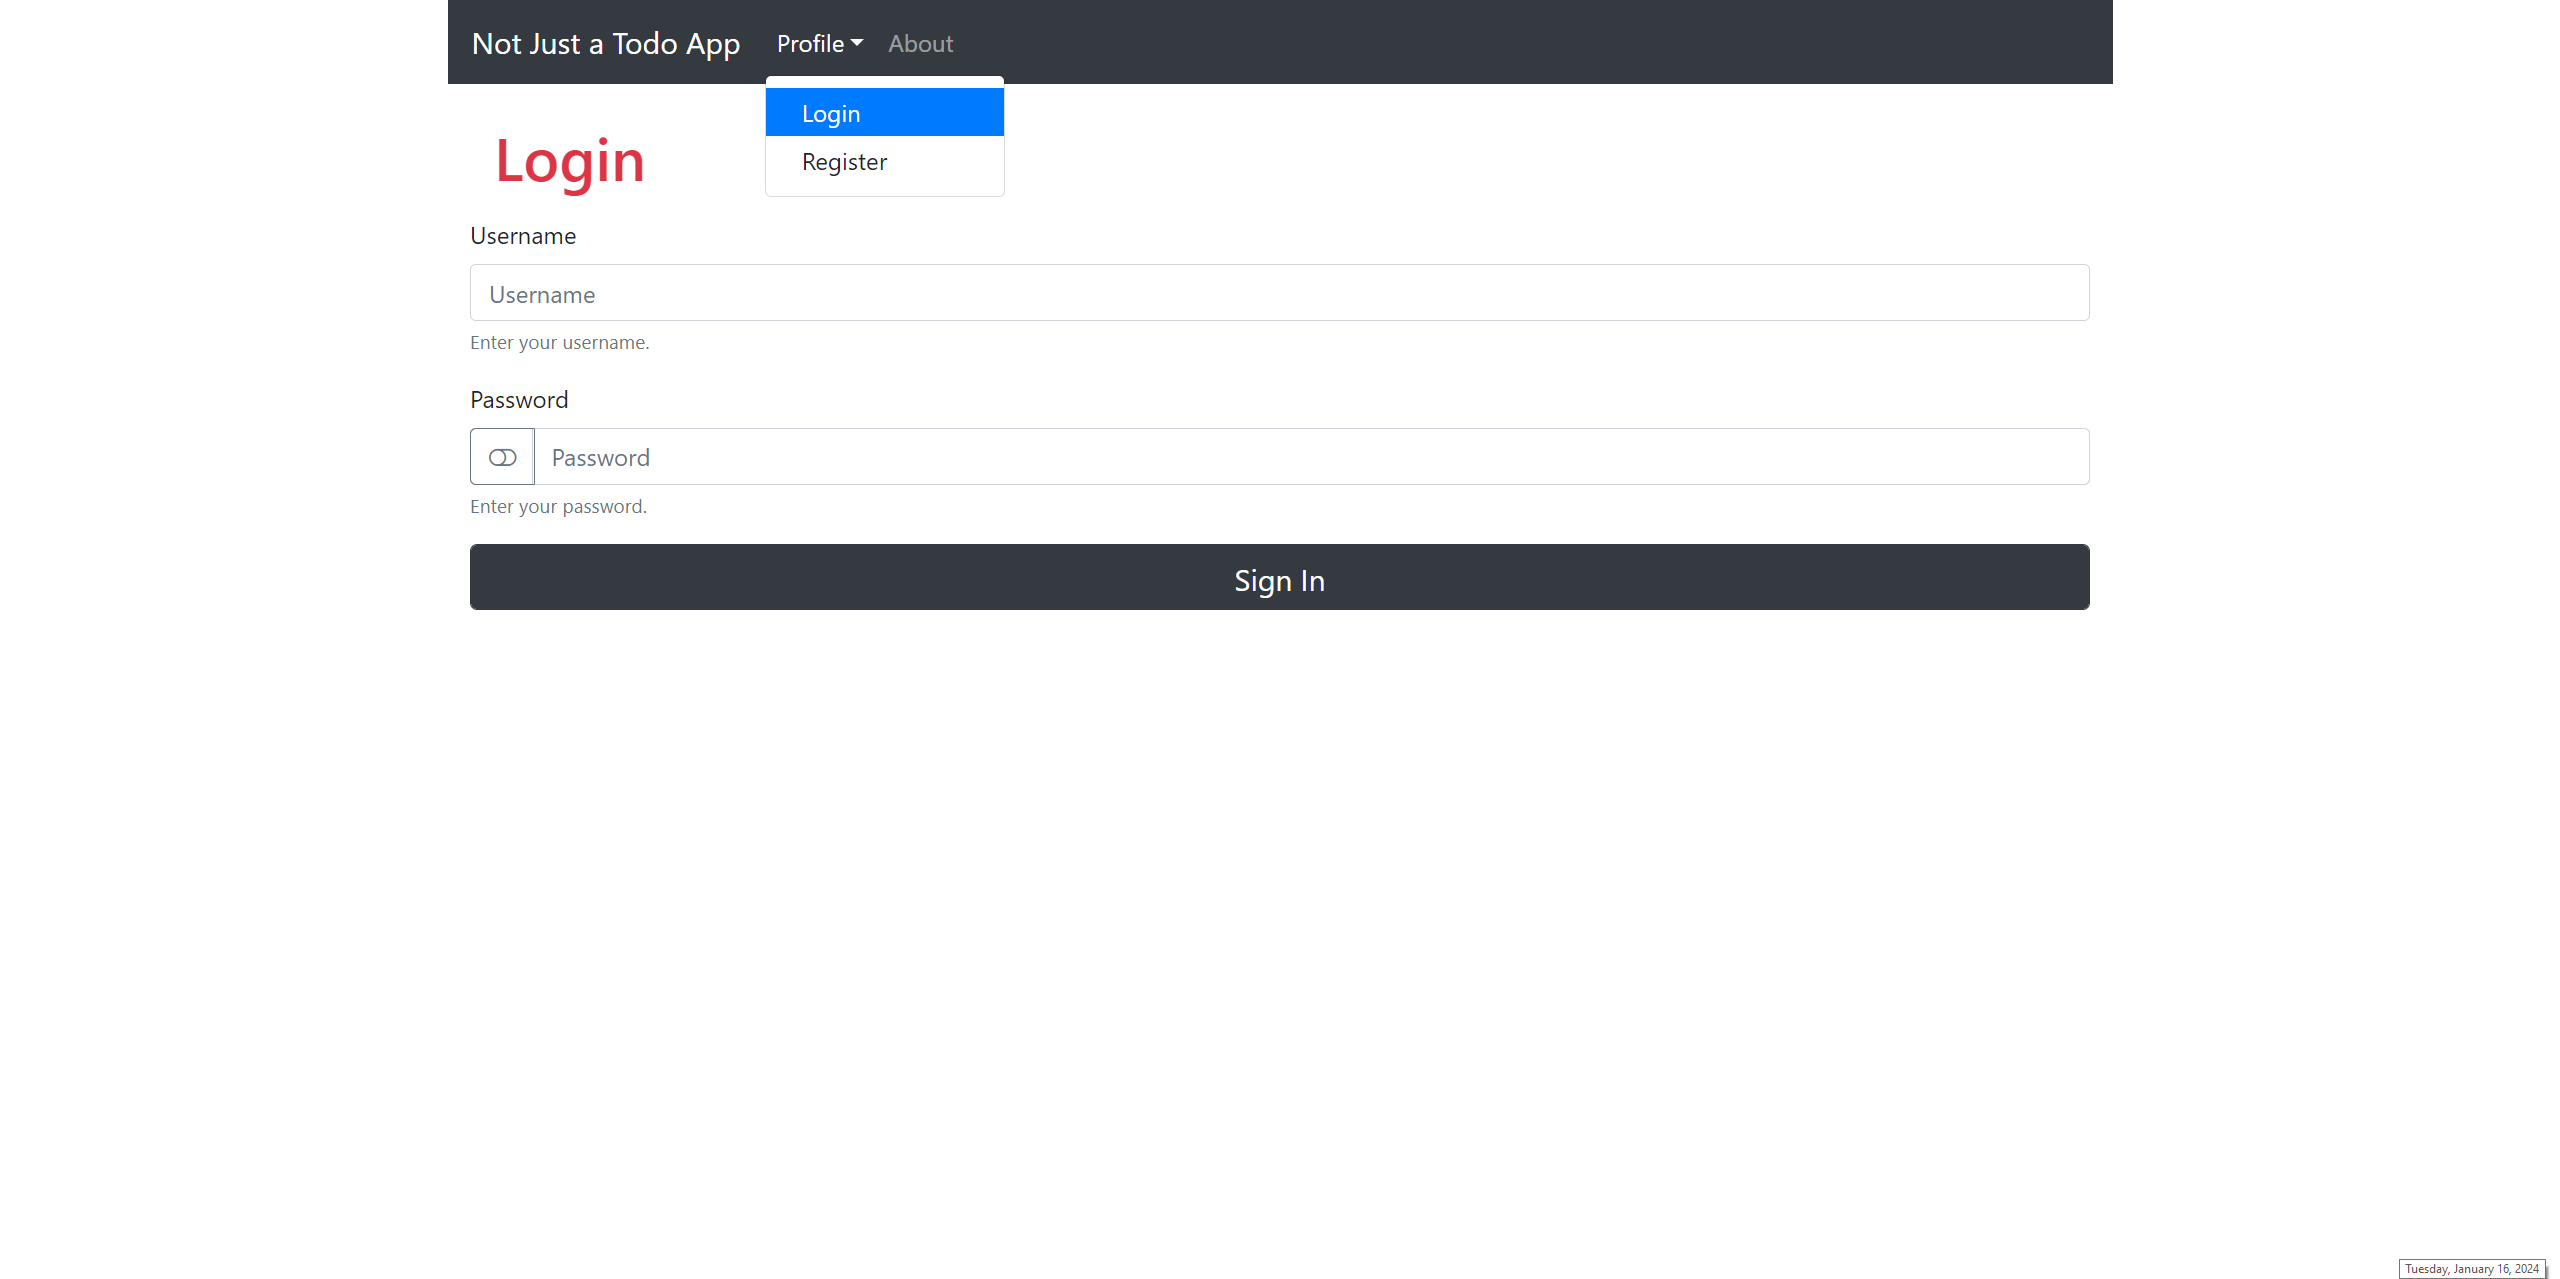 Not Just a Todo App Profile About
Login
Register
Login
Username
Username
Enter your username.
Password
Password
Enter your password.
Sign In
Tuesday, January 16, 2024